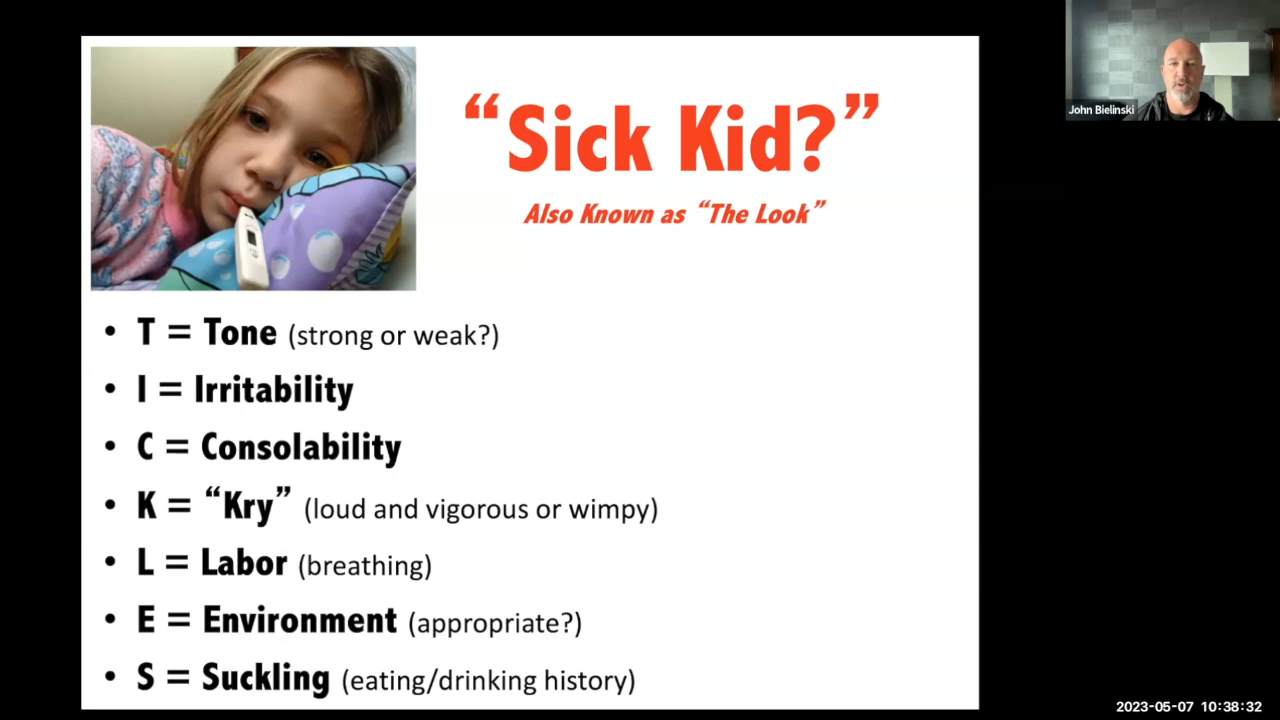 “Sick Kid?”
Also Known as “The Look”
• T = Tone (strong or weak?)
• I = Irritability
• C = Consolability
• K = “Kry” (loud and vigorous or wimpy)
• L = Labor (breathing)
• E = Environment (appropriate?)
• S = Suckling (eating/drinking history)
John Bielinski
2023-05-07 10:38:32